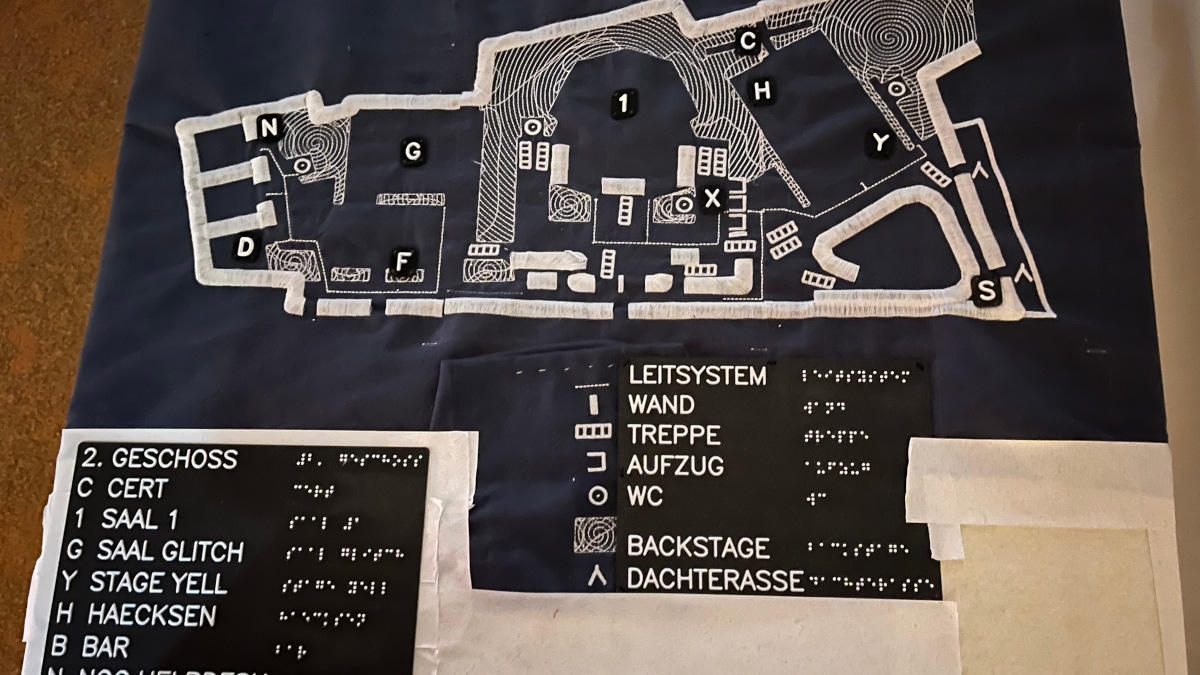 C
H
1
N
G
Y
X
D
F
S
LEITSYSTEM
WAND
TREPPE
AUFZUG
WC
BACKSTAGE
DACHTERASSE
2. GESCHOSS
C CERT
1 SAAL 1
G SAAL GLITCH
Y STAGE YELL
H HAECKSEN
B BAR